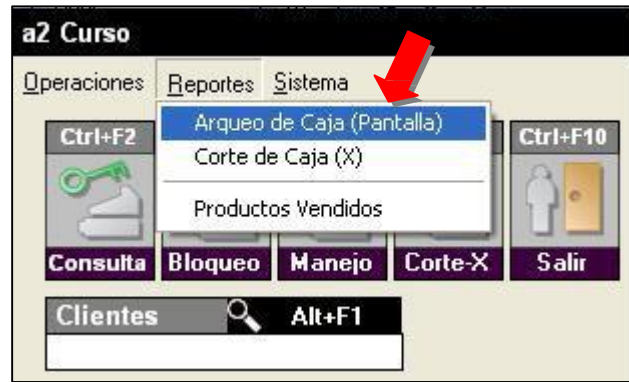 a2 Curso
Operaciones Reportes Sistema
Arqueo de Caja (Pantalla)
Corte de Caja (X)
Productos Vendidos
Ctrl+F2 Ctrl+F10
Consulta Bloqueo Manejo Corte-X Salir
Clientes Alt+F1